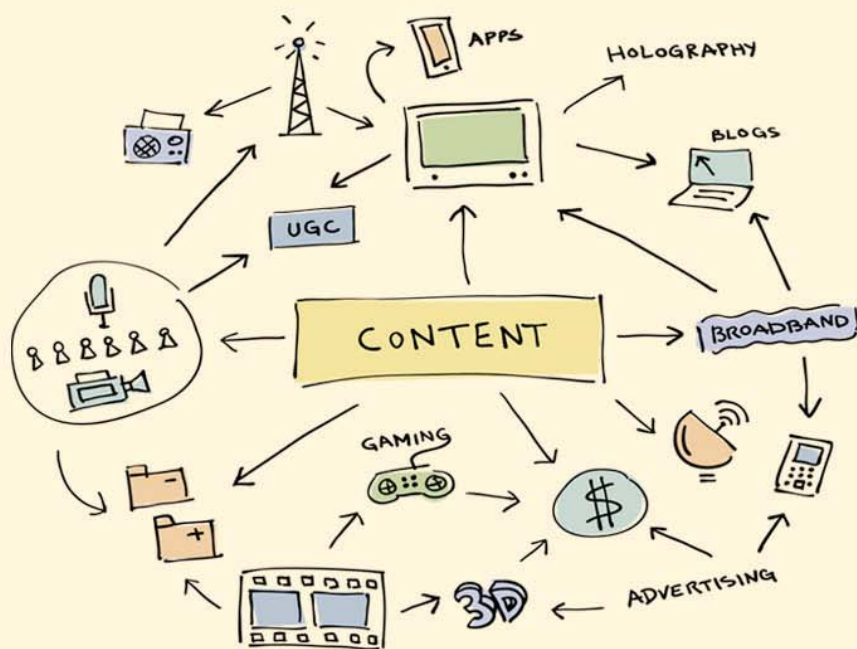 APPS
HOLOGRAPHY
BLOGS
UGC
CONTENT
BROADBAND
GAMING
$
3D
ADVERTISING